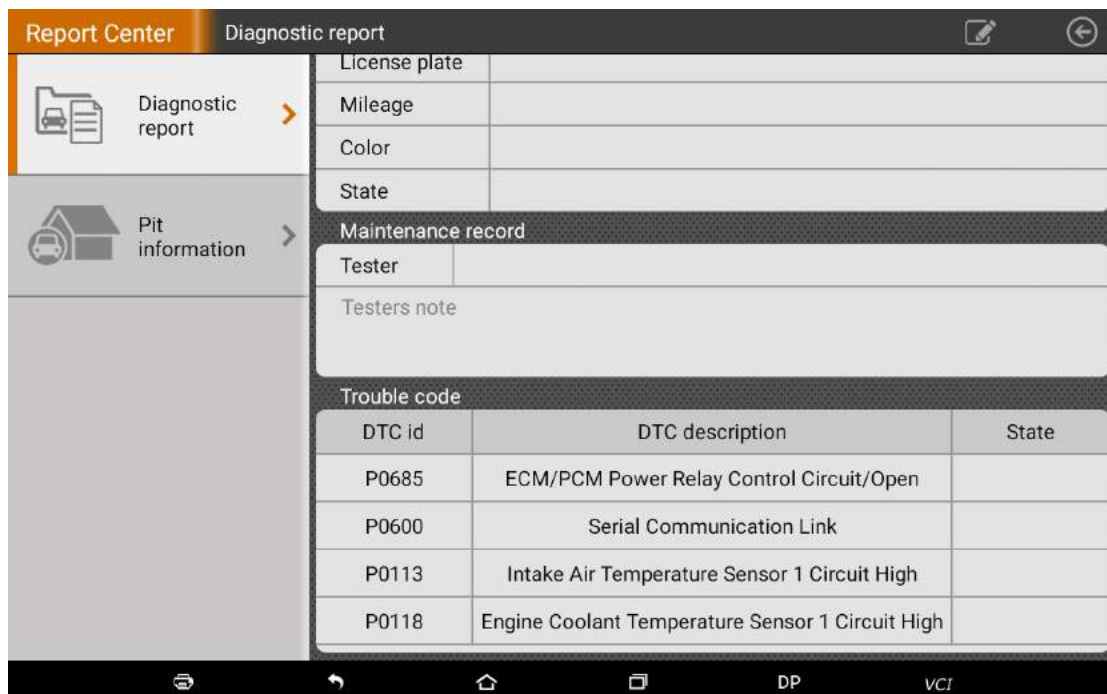 Report Center
Diagnostic report
Diagnostic
report
Pit
information
License plate
Mileage
Color
State
Maintenance record
Tester
Testers note
Trouble code
DTC id DTC description State
P0685 ECM/PCM Power Relay Control Circuit/Open
P0600 Serial Communication Link
P0113 Intake Air Temperature Sensor 1 Circuit High
P0118 Engine Coolant Temperature Sensor 1 Circuit High
DP VCI